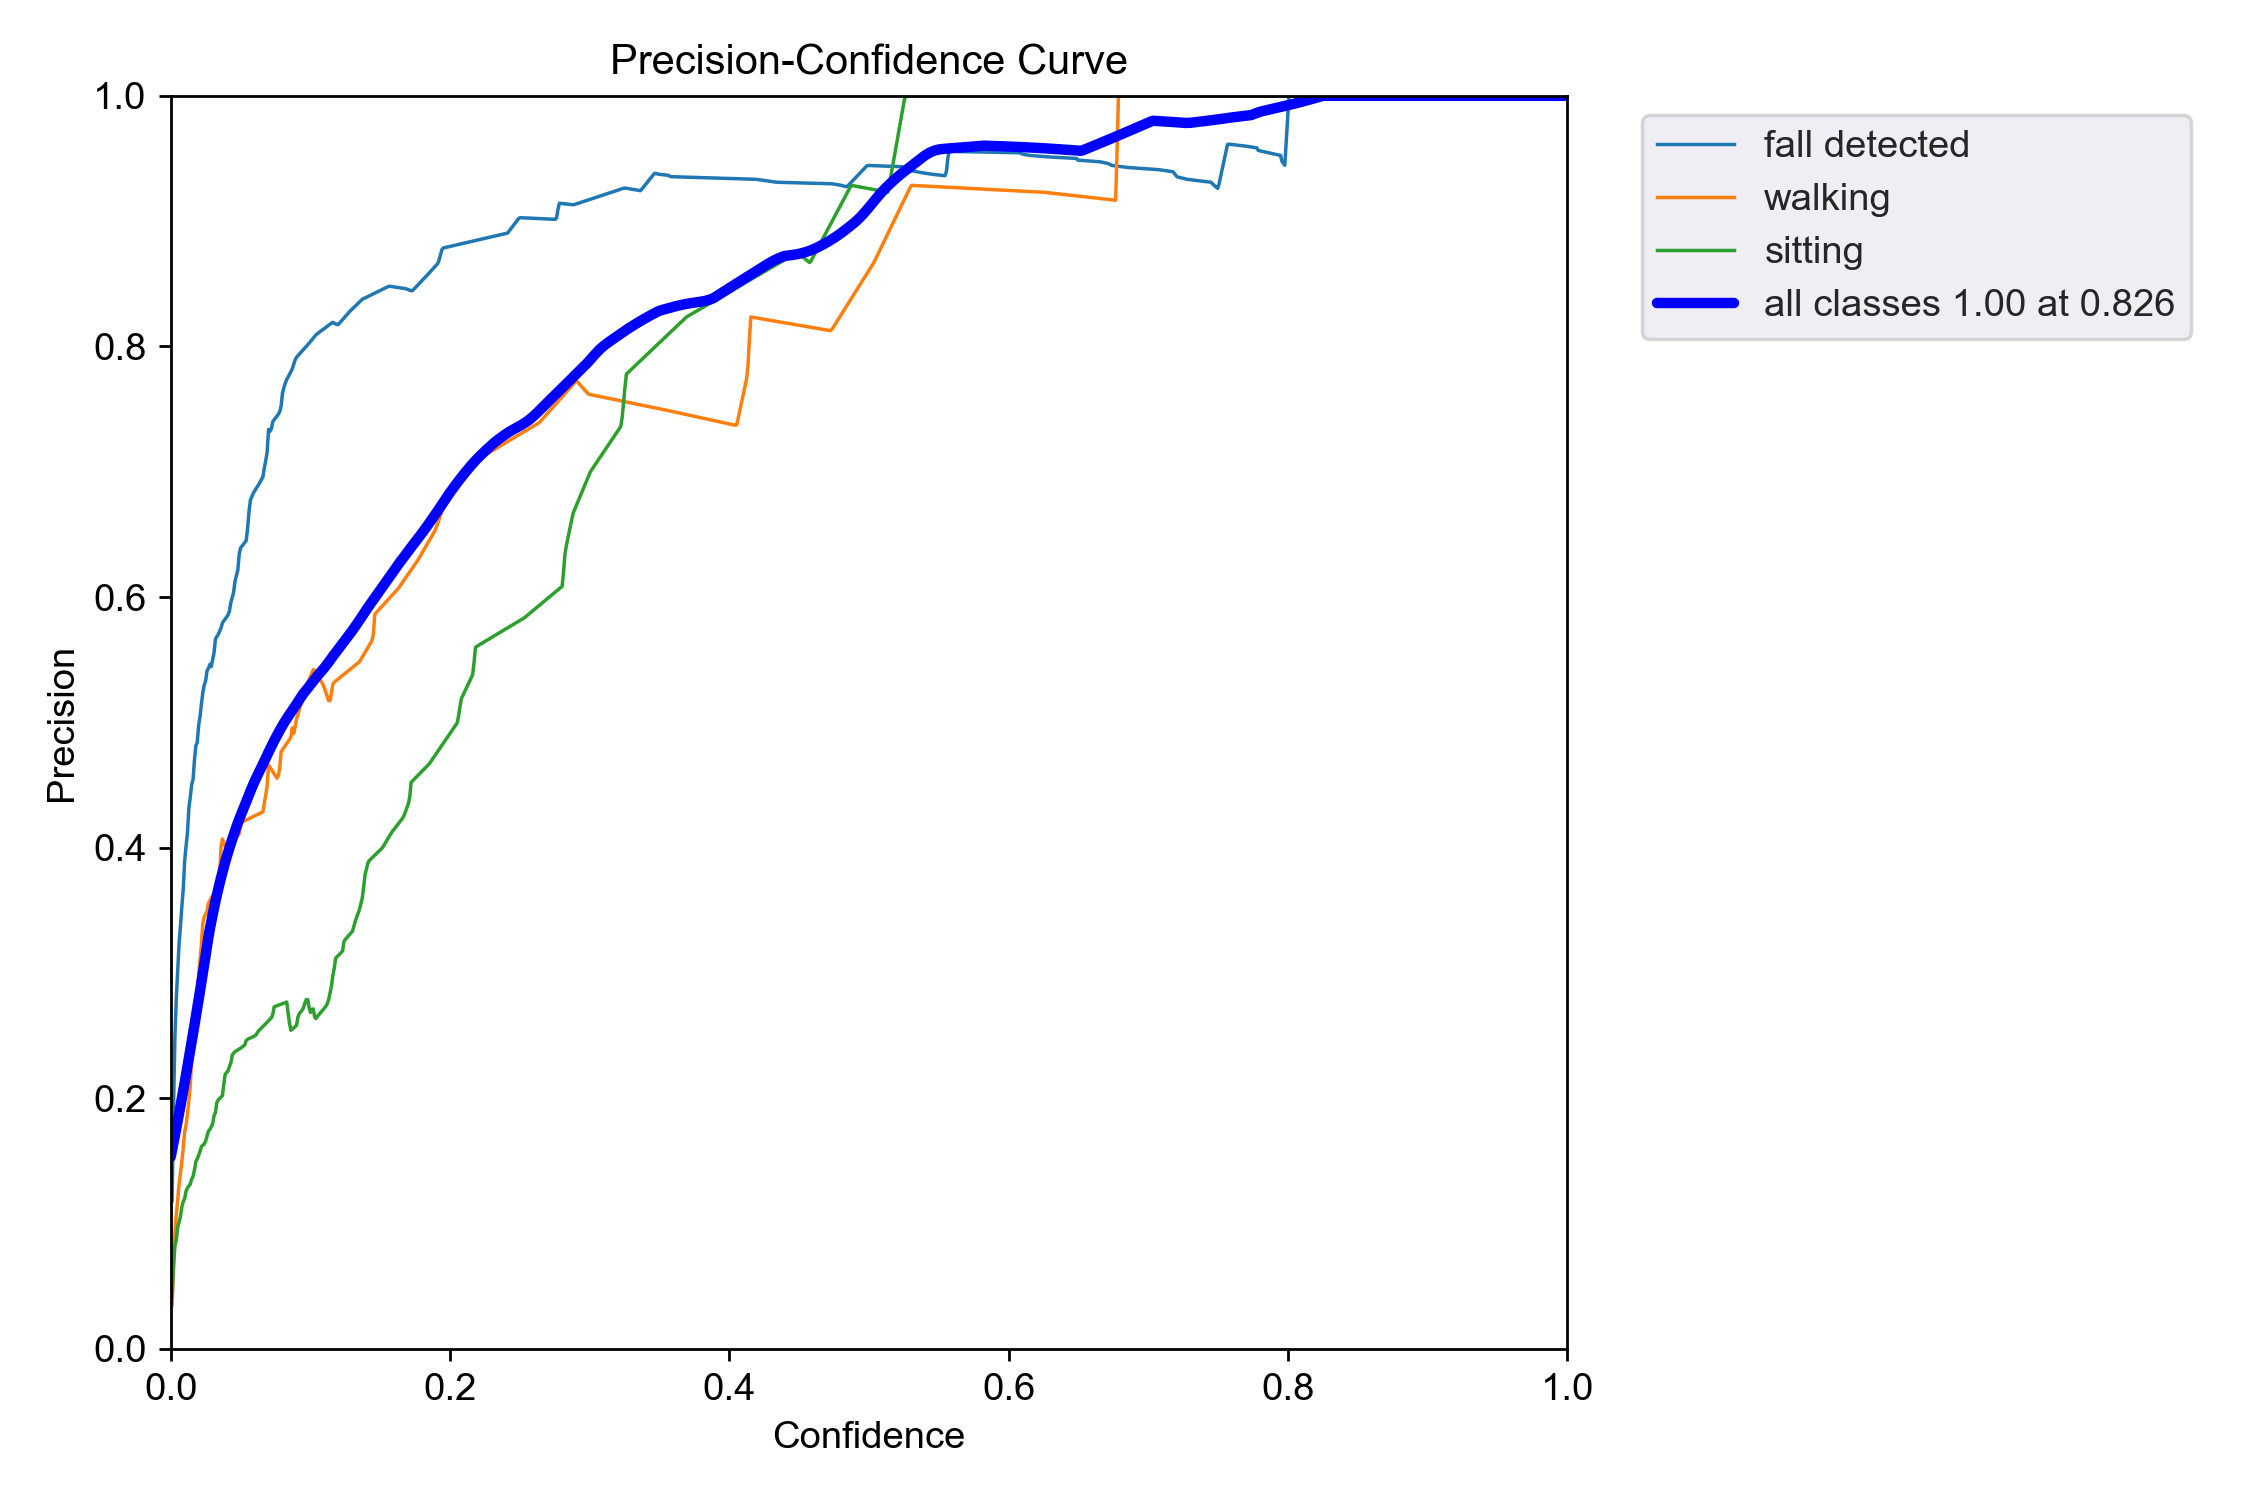 Precision-Confidence Curve
1.0
0.8
0.6
0.4
0.2
0.0
Precision
0.0 0.2 0.4 0.6 0.8 1.0
Confidence
fall detected
walking
sitting
all classes 1.00 at 0.826